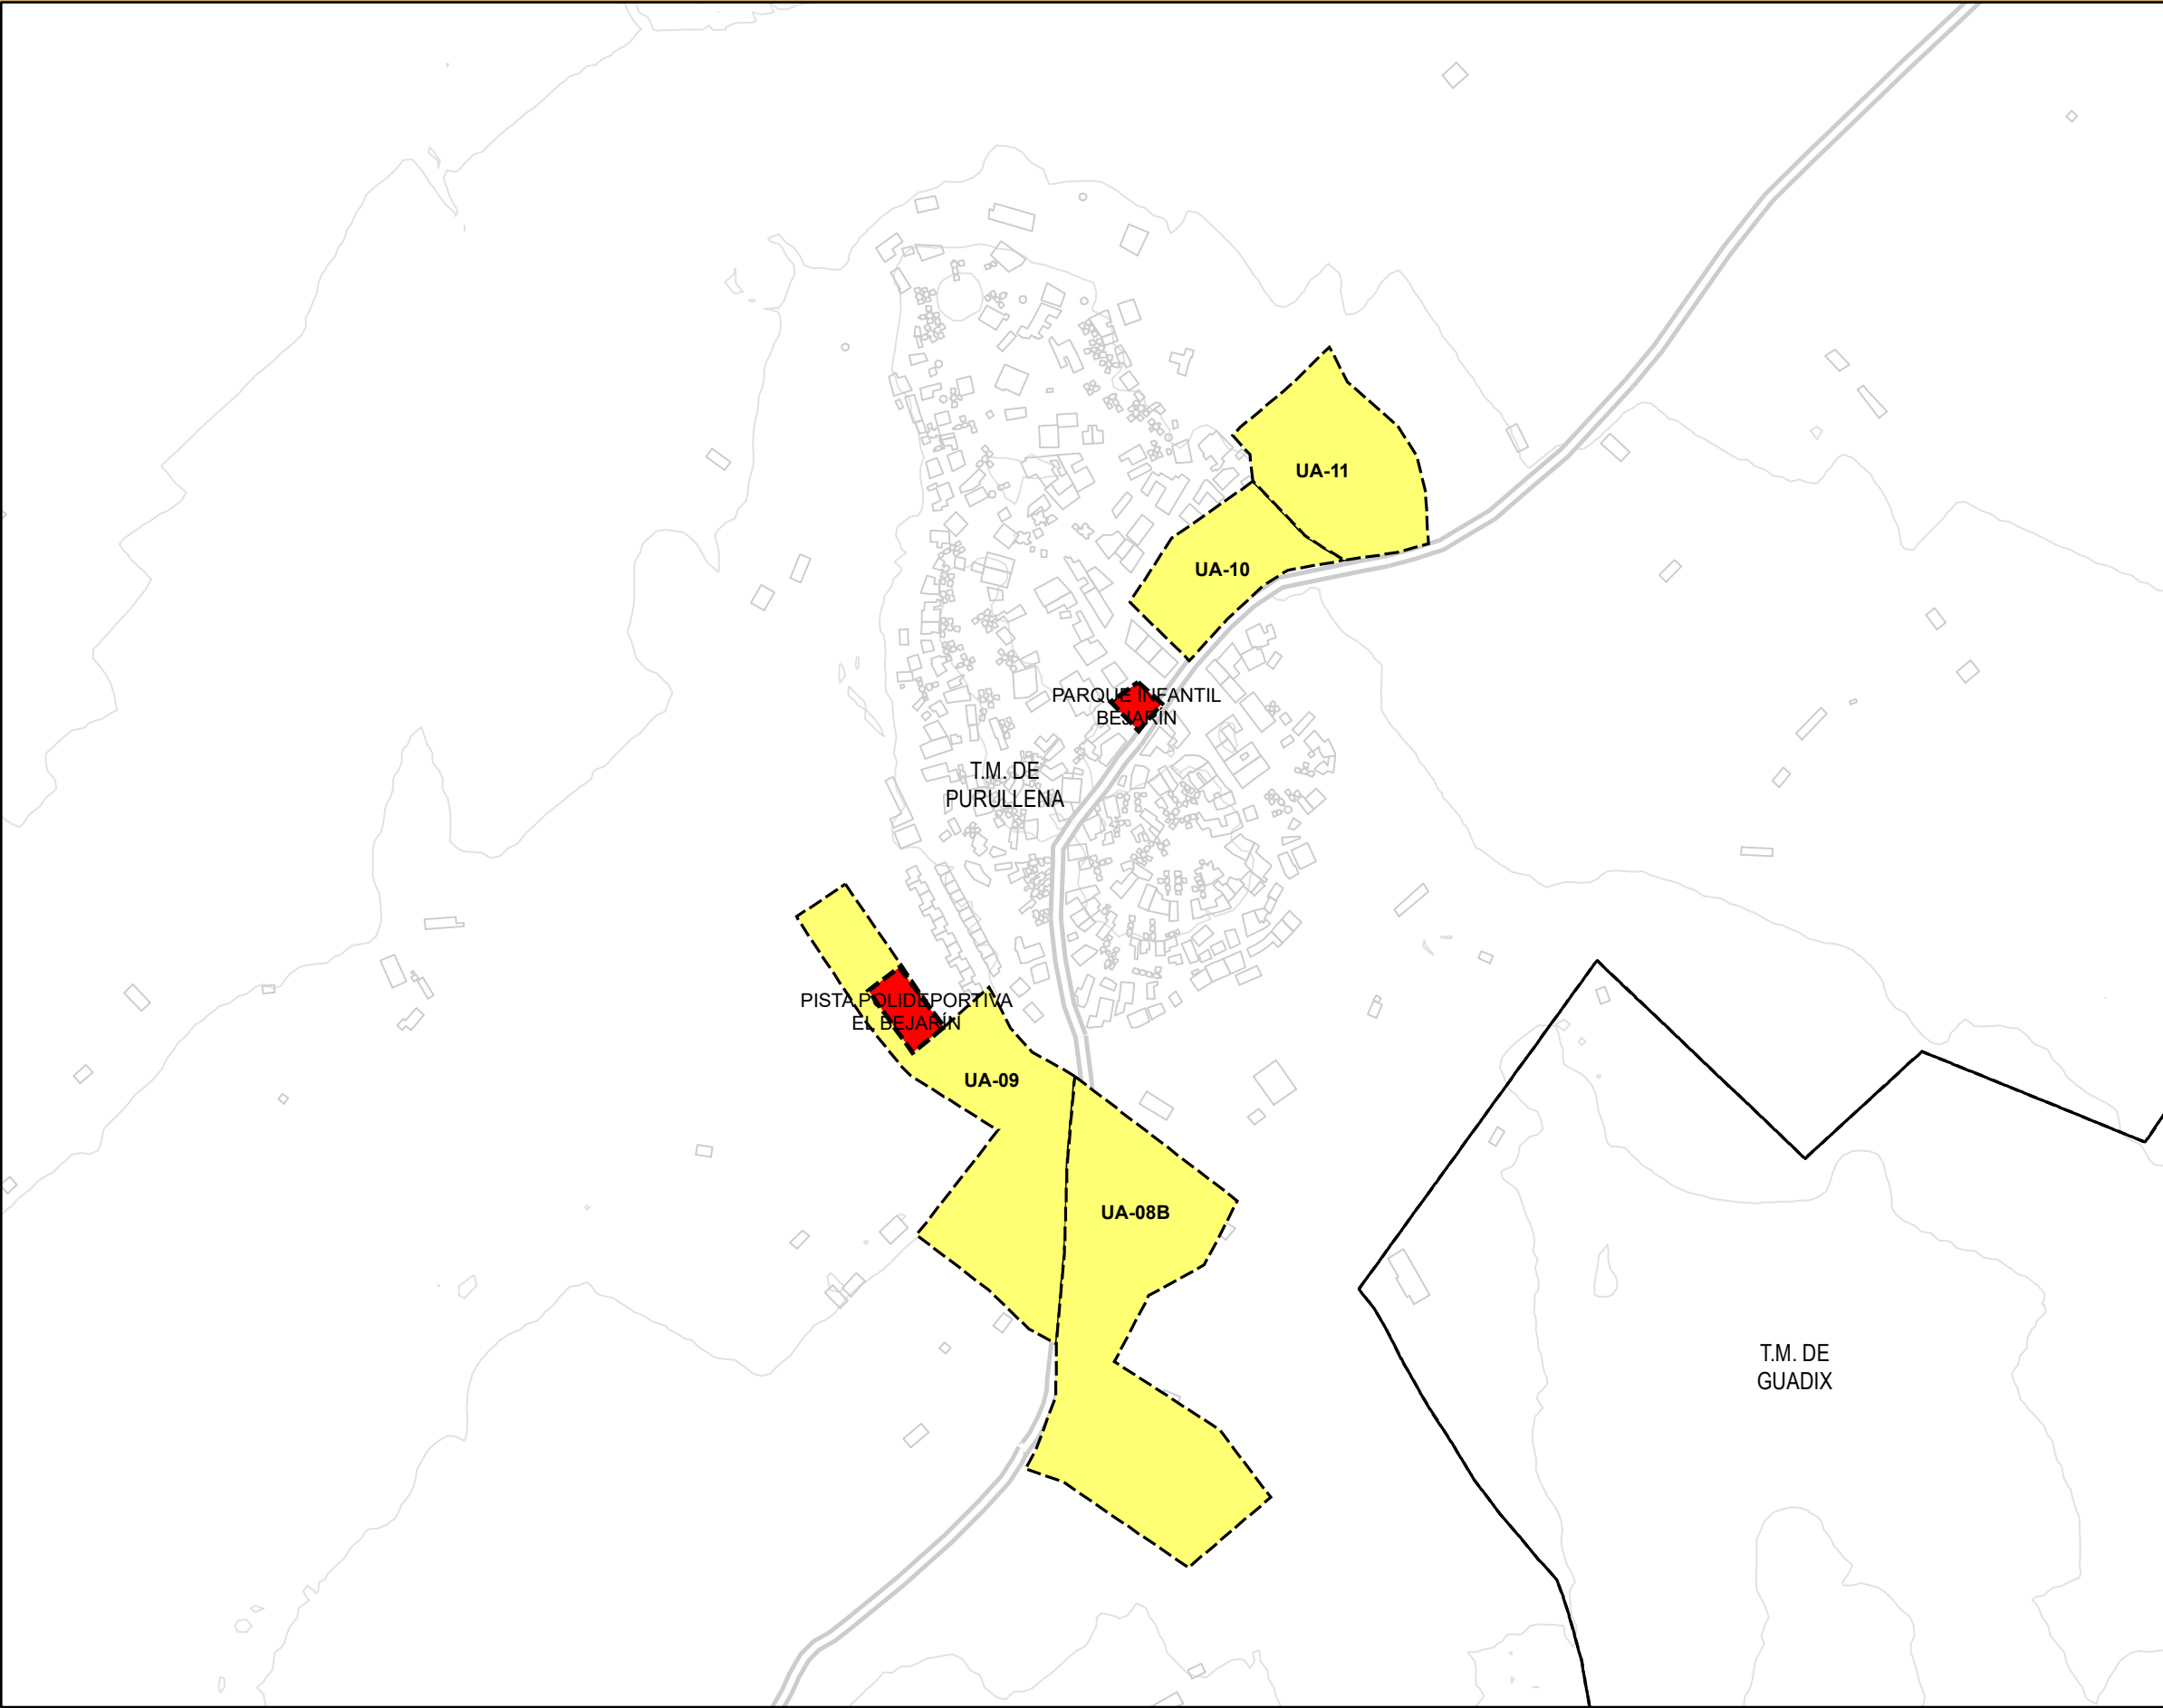 UA-11
UA-10
PARQUE INFANTIL
BEJARÍN
T.M. DE
PURULLENA
PISTA POLIDEPORTIVA
EL BEJARÍN
UA-09
UA-08B
T.M. DE
GUADIX